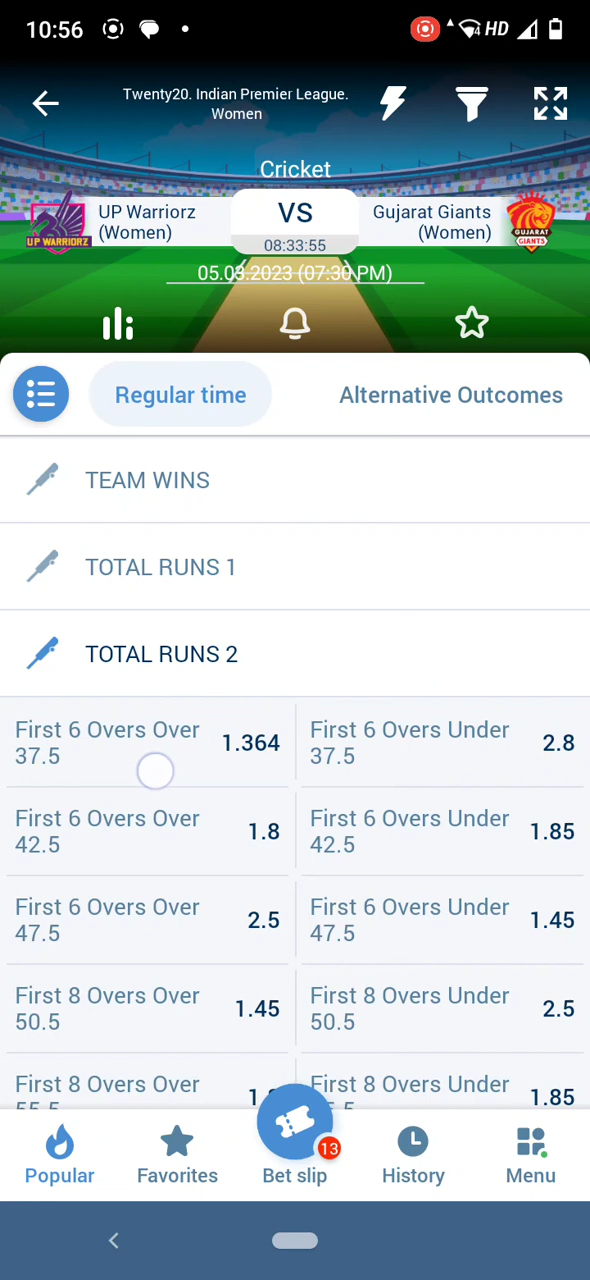 10:56
4 HD
Twenty20. Indian Premier League.
Women
Cricket
UP Warriorz
(Women)
VS
Gujarat Giants
(Women)
UP WARRIORZ
GUJARAT
GIANTS
08:33:55
05.03.2023 (07:30 PM)
Regular time
Alternative Outcomes
TEAM WINS
TOTAL RUNS 1
TOTAL RUNS 2
First 6 Overs Over
37.5
1.364
First 6 Overs Under
37.5
2.8
First 6 Overs Over
42.5
1.8
First 6 Overs Under
42.5
1.85
First 6 Overs Over
47.5
2.5
First 6 Overs Under
47.5
1.45
First 8 Overs Over
50.5
1.45
First 8 Overs Under
50.5
2.5
First 8 Overs Over
First 8 Overs Under
1.85
13
Popular
Favorites
Bet slip
History
Menu